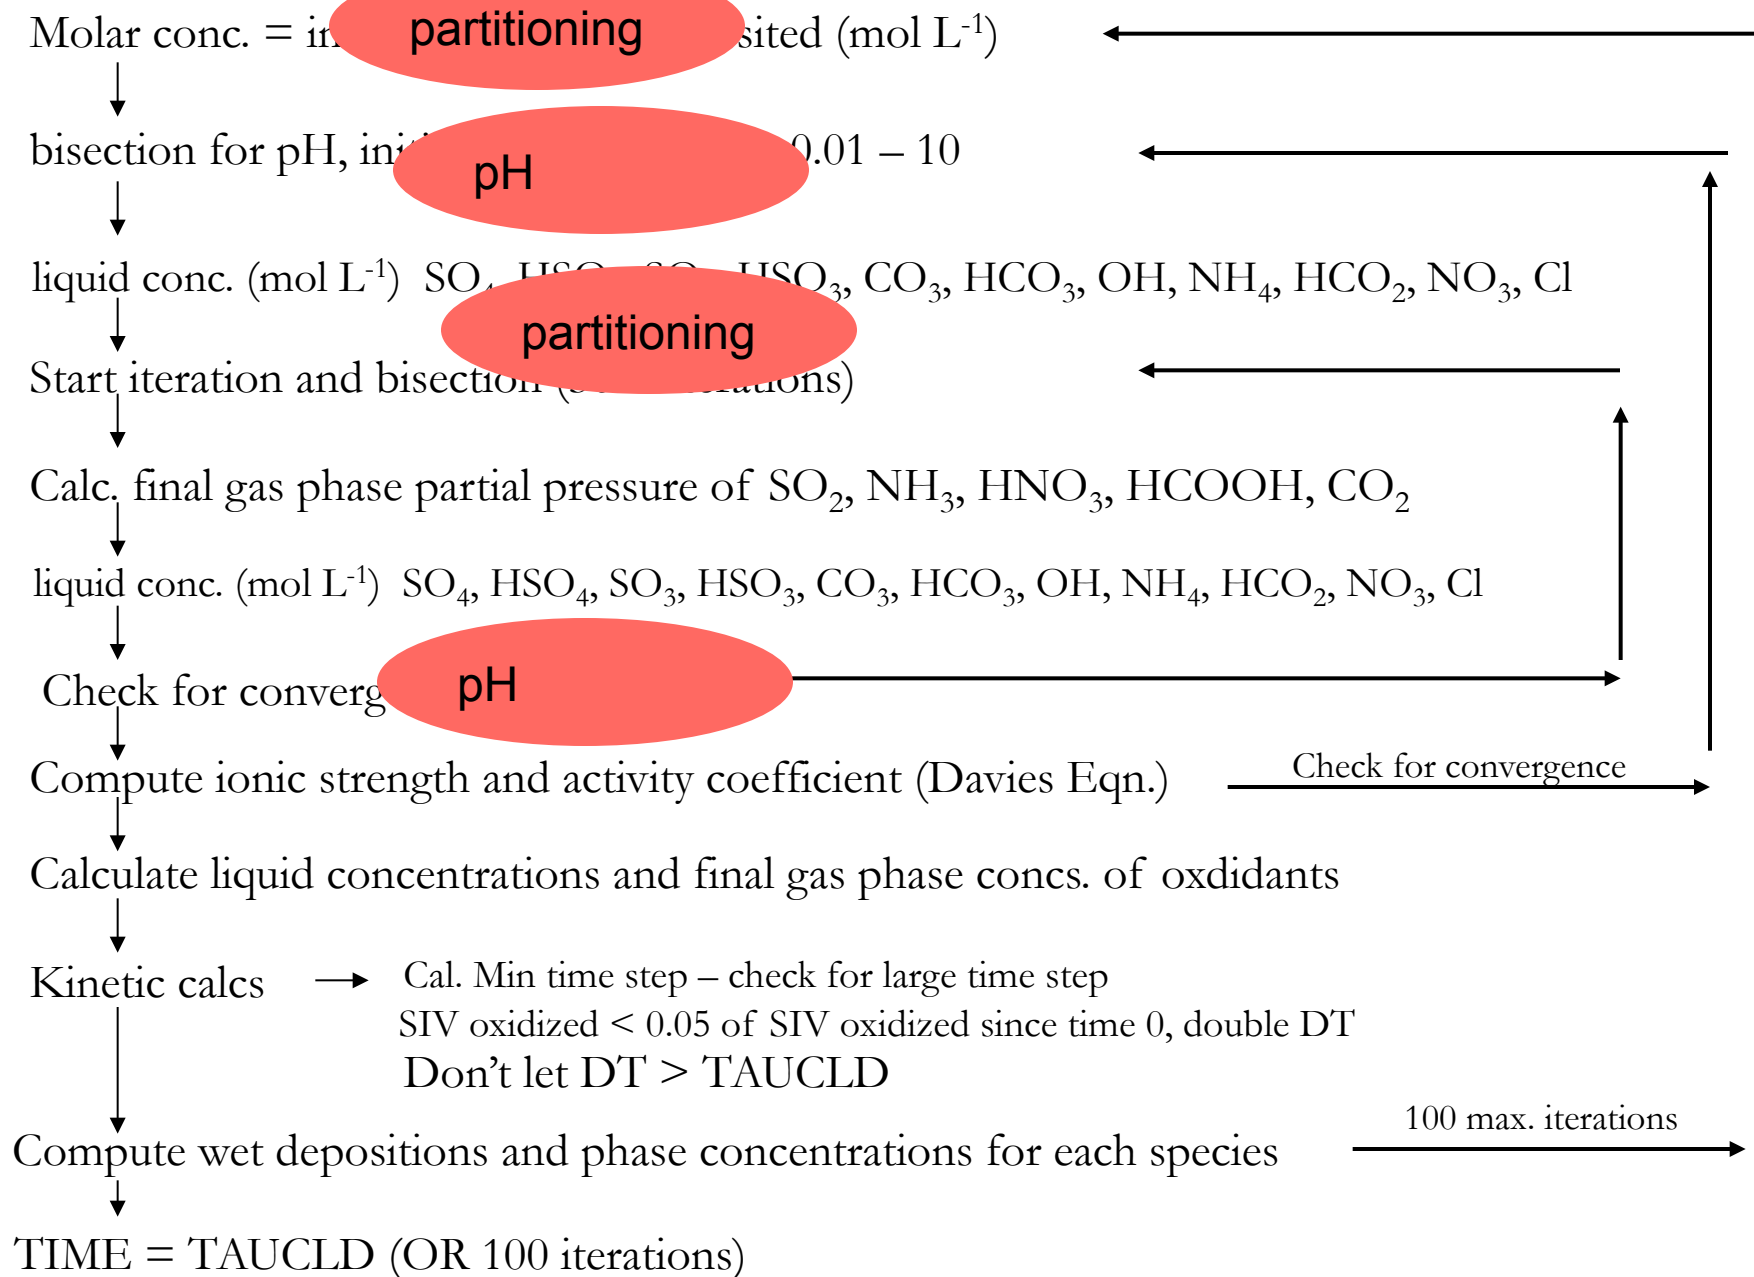 Molar conc. = in partitioning sited (mol L⁻¹)
bisection for pH, pH 0.01 – 10
liquid conc. (mol L⁻¹) SO₄, HSO₃, CO₃, HCO₃, OH, NH₄, HCO₂, NO₃, Cl
partitioning
Start iteration and bisection
Calc. final gas phase partial pressure of SO₂, NH₃, HNO₃, HCOOH, CO₂
liquid conc. (mol L⁻¹) SO₄, HSO₄, SO₃, HSO₃, CO₃, HCO₃, OH, NH₄, HCO₂, NO₃, Cl
Check for converg pH
Compute ionic strength and activity coefficient (Davies Eqn.) Check for convergence
Calculate liquid concentrations and final gas phase concs. of oxdidants
Kinetic calcs Cal. Min time step – check for large time step
SIV oxidized < 0.05 of SIV oxidized since time 0, double DT
Don't let DT > TAUCLD
100 max. iterations
Compute wet depositions and phase concentrations for each species
TIME = TAUCLD (OR 100 iterations)